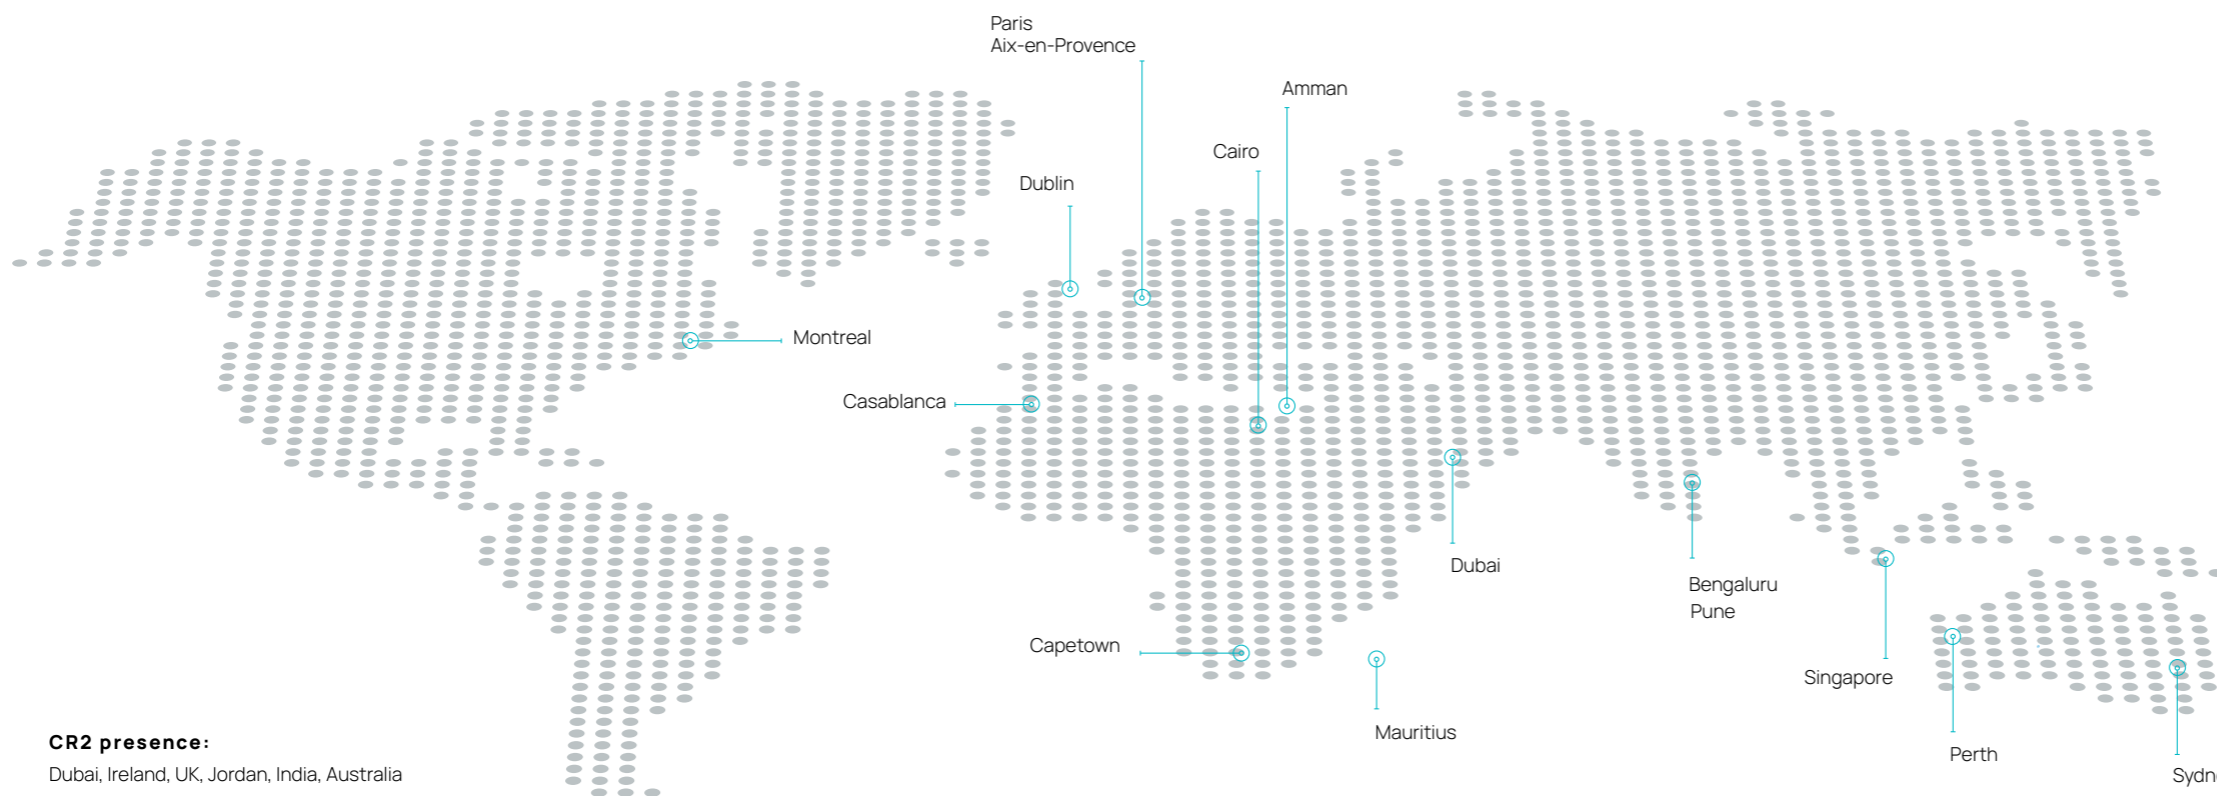 Paris
Aix-en-Provence
Amman
Cairo
Dublin
Montreal
Casablanca
Dubai
Bengaluru
Pune
Capetown
Singapore
Mauritius
Perth
CR2 presence:
Dubai, Ireland, UK, Jordan, India, Australia